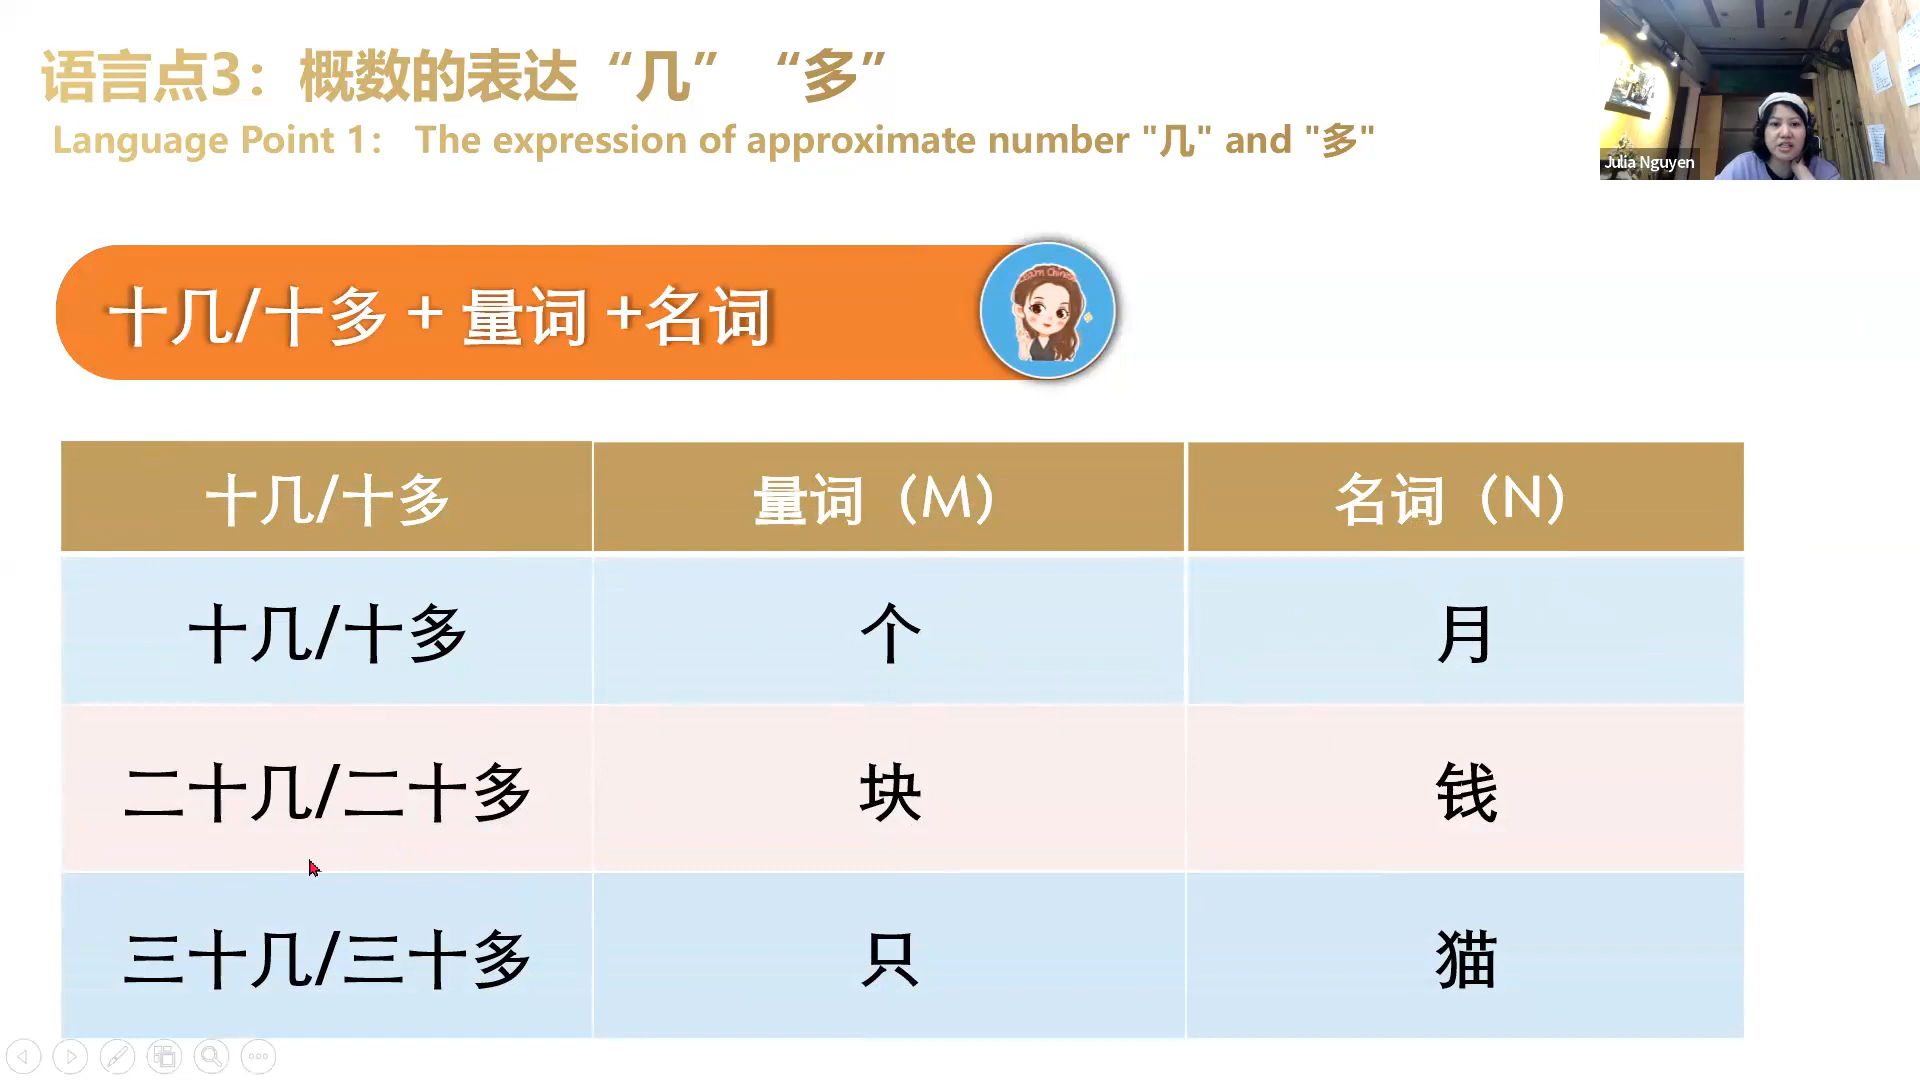 语言点3：概数的表达“几” “多”
Language Point 1： The expression of approximate number "几" and "多"
Julia Nguyen
十几/十多 + 量词 +名词
十几/十多 量词（M） 名词（N）
十几/十多 个 月
二十几/二十多 块 钱
三十几/三十多 只 猫